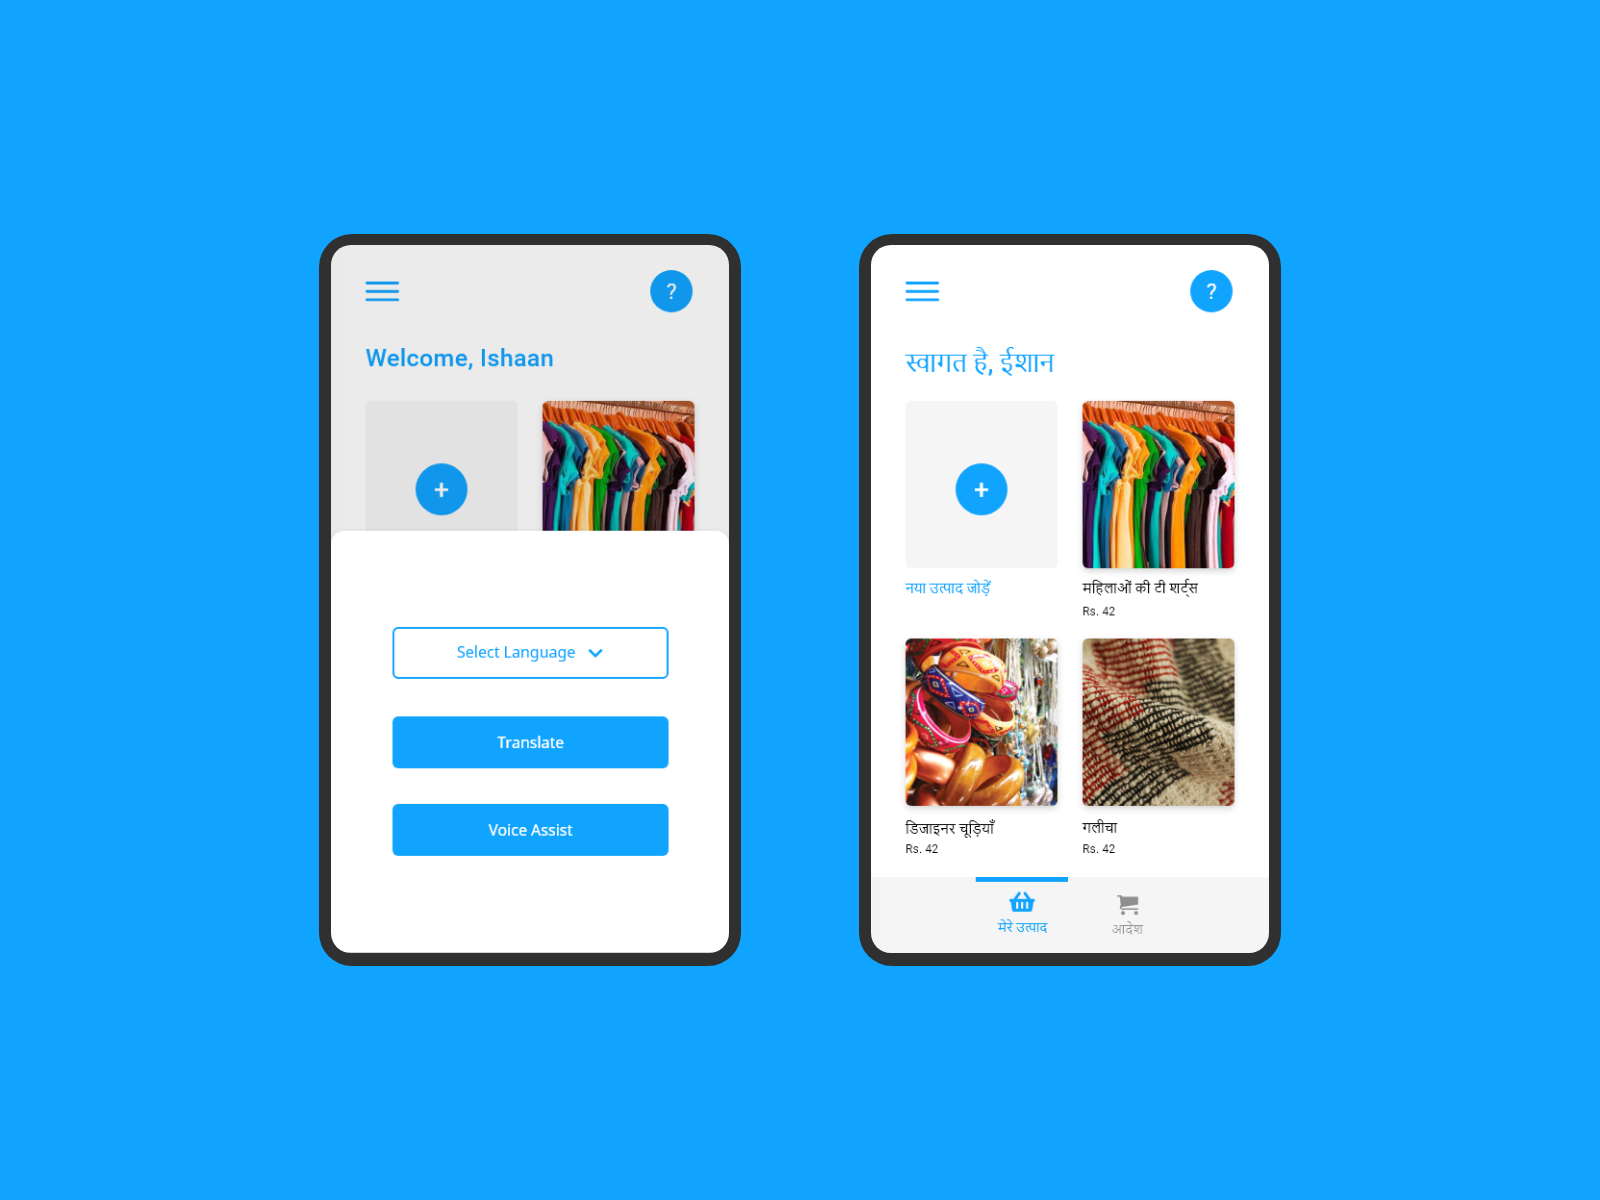 ?
Welcome, Ishaan
+
Select Language
Translate
Voice Assist
?
स्वागत है, ईशान
+
नया उत्पाद जोड़ें
महिलाओं की टी शर्ट्स
Rs. 42
डिजाइनर चूड़ियाँ
Rs. 42
गलीचा
Rs. 42
मेरे उत्पाद
आदेश